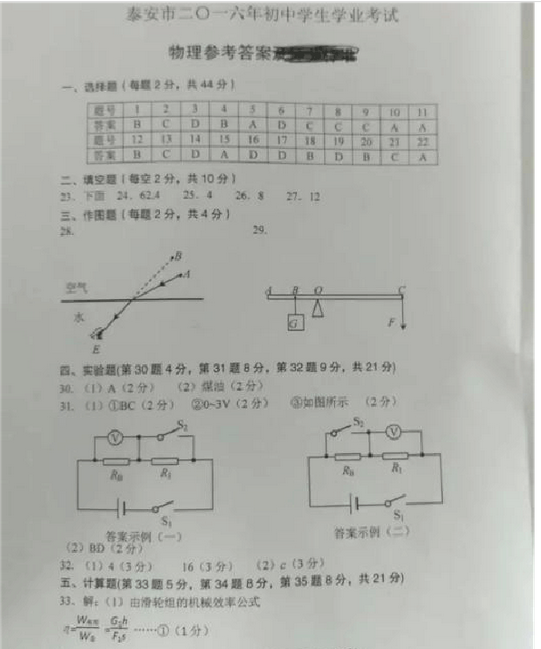 泰安市二〇一六年初中学生学业考试
物理参考答案
一、选择题(每题2分，共44分)
题号 1 2 3 4 5 6 7 8 9 10 11
答案 B C D B A D C C C A A
题号 12 13 14 15 16 17 18 19 20 21 22
答案 B C D A D D B D B C A
二、填空题(每空2分，共10分)
23. 下面 24. 62.4 25. 4 26. 8 27. 12
三、作图题(每题2分，共4分)
28. 29.
B
A
空气
水
E
A B O C
G F
四、实验题(第30题4分，第31题8分，第32题9分，共21分)
30. (1) A(2分) (2) 煤油(2分)
31. (1)①BC(2分) ②0~3V(2分) ③如图所示 (2分)
V S₂ S₂ V
R₀ R₁ R₀ R₁
S₁ S₁
答案示例(一) 答案示例(二)
(2) BD(2分)
32. (1) 4(3分) 16(3分) (2) c(3分)
五、计算题(第33题5分，第34题8分，第35题8分，共21分)
33. 解:(1)由滑轮组的机械效率公式
η=W有用/W总=G₁h/F₁s ……①(1分)